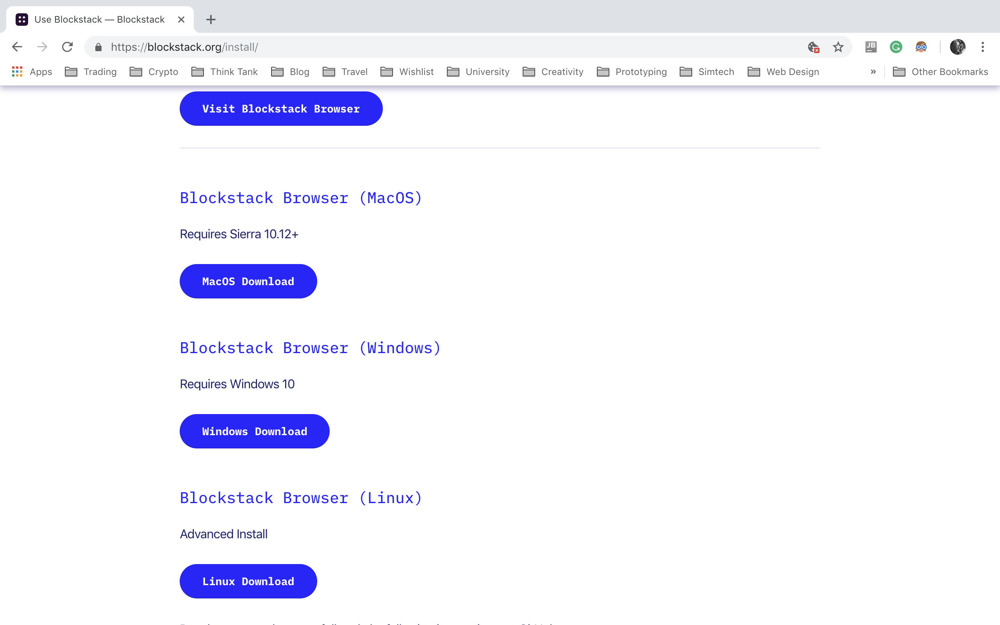 Use Blockstack — Blockstack
https://blockstack.org/install/
JB
Apps Trading Crypto Think Tank Blog Travel Wishlist University Creativity Prototyping Simtech Web Design » Other Bookmarks
Visit Blockstack Browser
Blockstack Browser (MacOS)
Requires Sierra 10.12+
MacOS Download
Blockstack Browser (Windows)
Requires Windows 10
Windows Download
Blockstack Browser (Linux)
Advanced Install
Linux Download